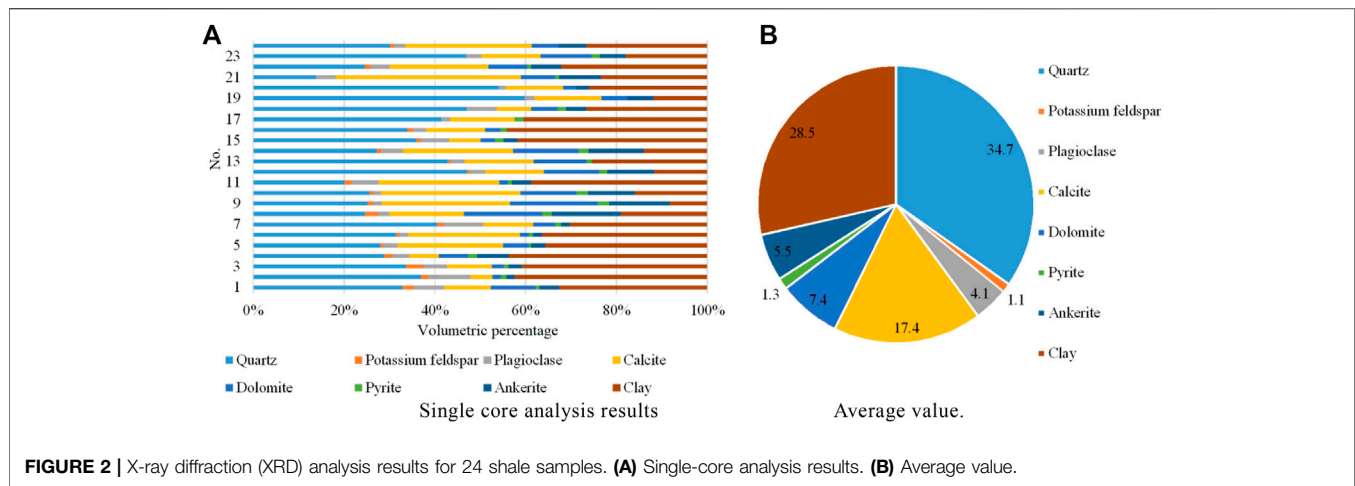 A
B
23
21
19
17
15
13
11
9
7
5
3
1
No.
0% 20% 40% 60% 80% 100%
Volumetric percentage
Quartz Potassium feldspar Plagioclase Calcite
Dolomite Pyrite Ankerite Clay
Single core analysis results
34.7
1.1
4.1
17.4
7.4
1.3
5.5
28.5
Quartz
Potassium feldspar
Plagioclase
Calcite
Dolomite
Pyrite
Ankerite
Clay
Average value.
FIGURE 2 | X-ray diffraction (XRD) analysis results for 24 shale samples. (A) Single-core analysis results. (B) Average value.